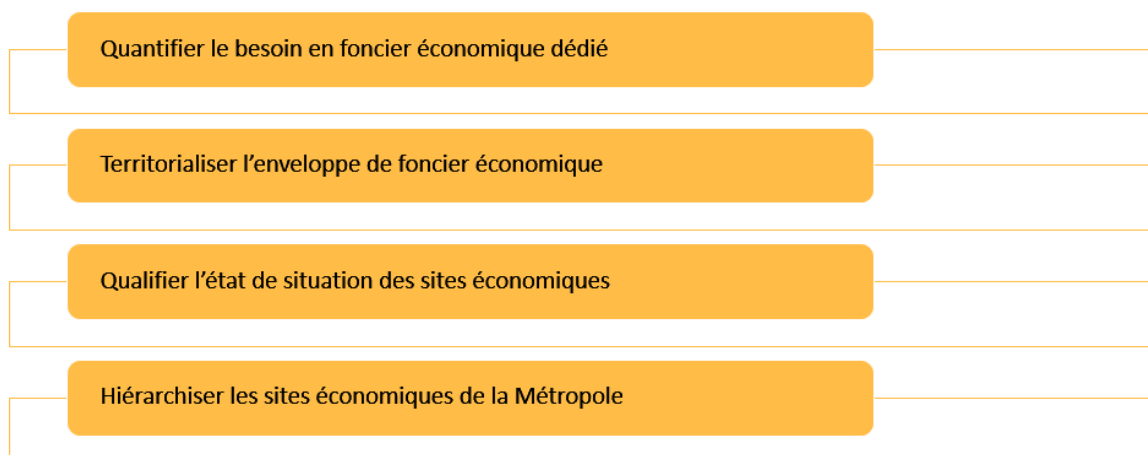 Quantifier le besoin en foncier économique dédié
Territorialiser l’enveloppe de foncier économique
Qualifier l’état de situation des sites économiques
Hiérarchiser les sites économiques de la Métropole